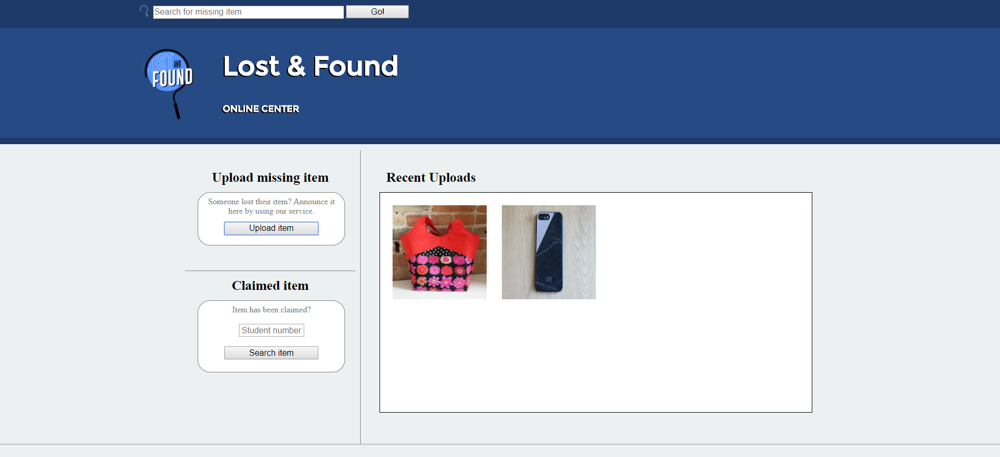 Search for missing item
Go!
LOST
AND
FOUND
Lost & Found
ONLINE CENTER
Upload missing item
Someone lost their item? Announce it
here by using our service.
Upload item
Claimed item
Item has been claimed?
Student number
Search item
Recent Uploads